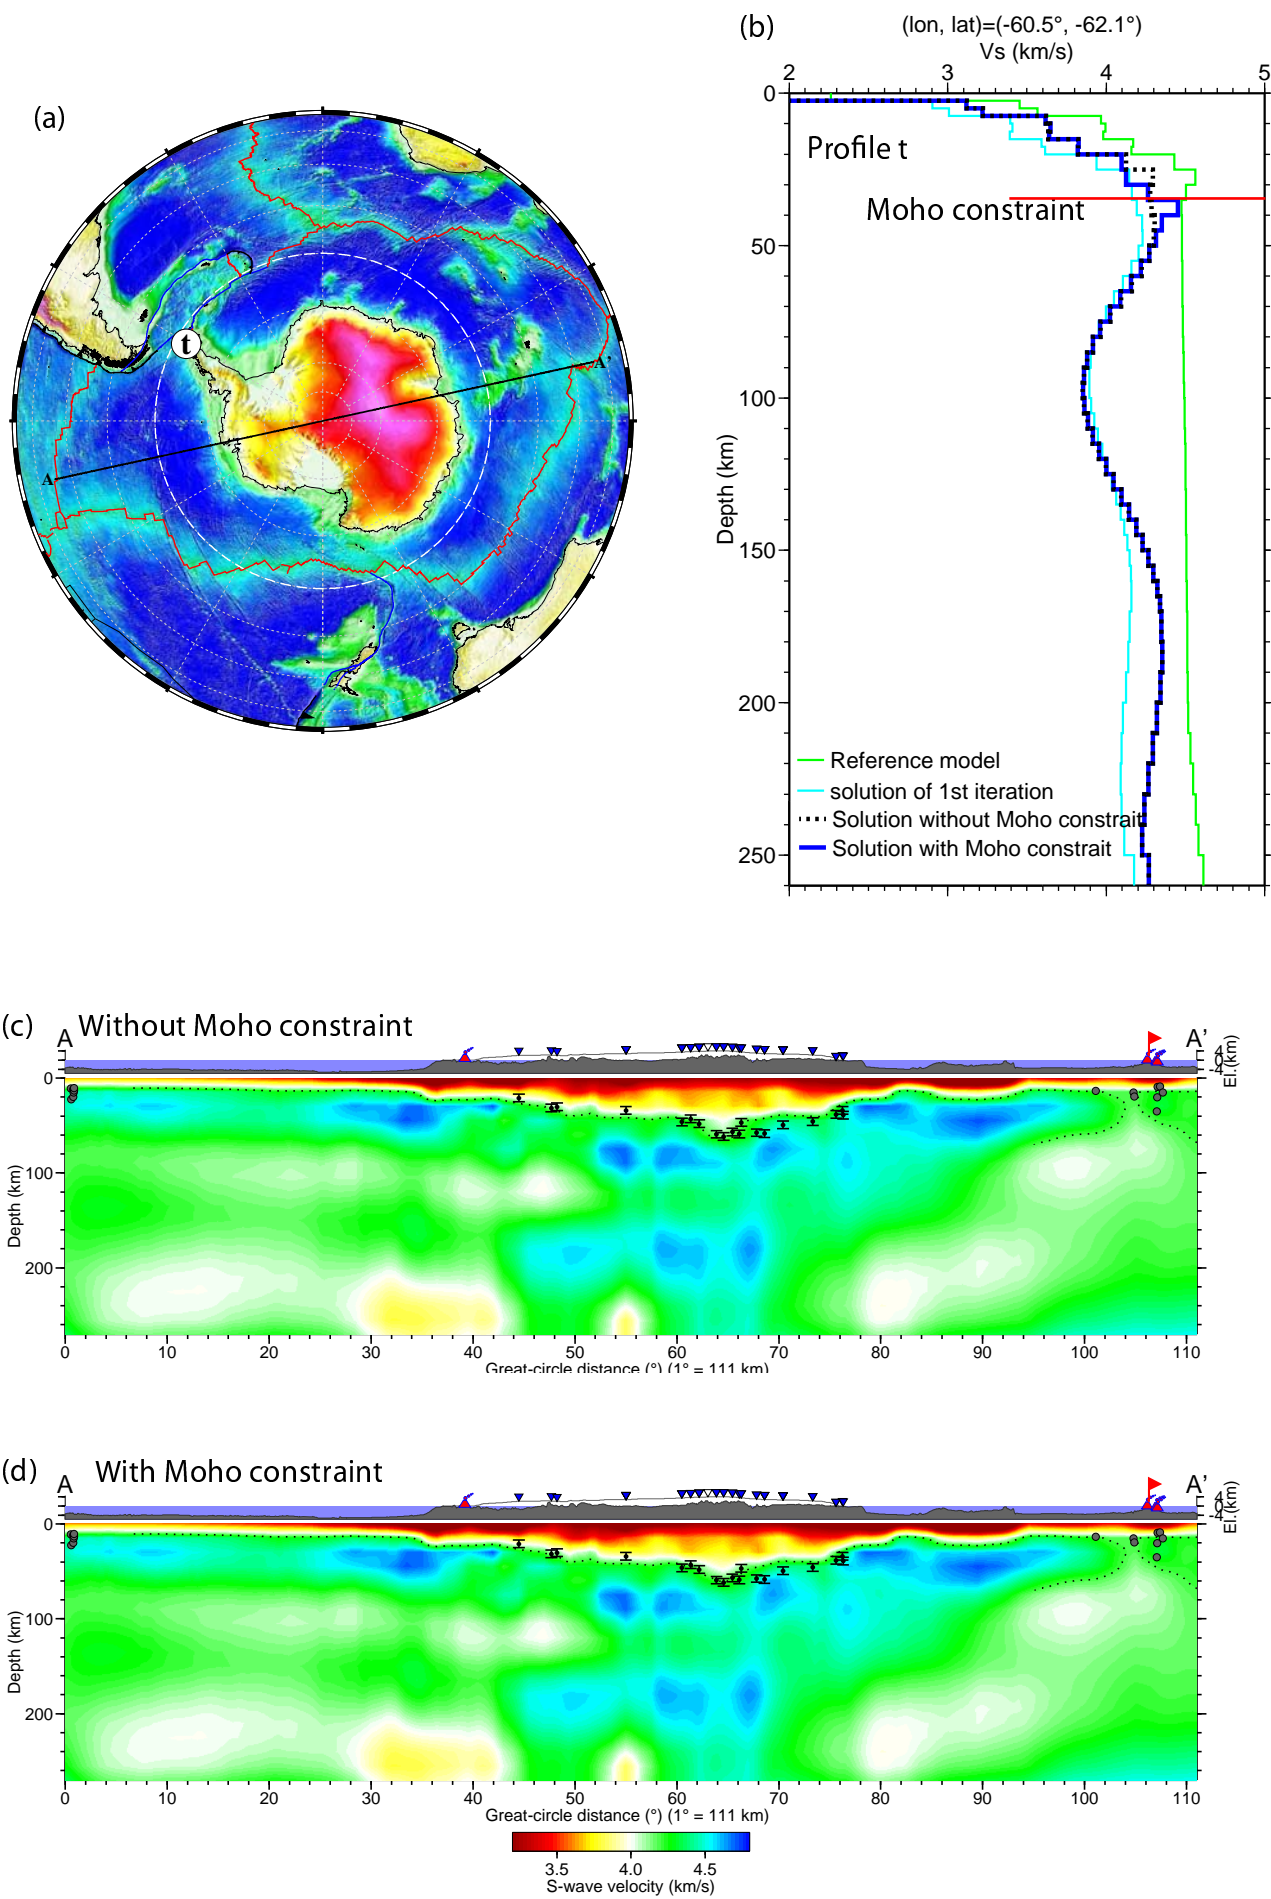 (a)
t
A
A'
(b)
(lon, lat)=(-60.5°, -62.1°)
Vs (km/s)
2 3 4 5
0
50
100
150
200
250
Depth (km)
Profile t
Moho constraint
Reference model
solution of 1st iteration
Solution without Moho constrait
Solution with Moho constrait
(c) A Without Moho constraint A'
4
0
-4
El.(km)
0
100
200
Depth (km)
0 10 20 30 40 50 60 70 80 90 100 110
Great-circle distance (°) (1° = 111 km)
(d) A With Moho constraint A'
4
0
-4
El.(km)
0
100
200
Depth (km)
0 10 20 30 40 50 60 70 80 90 100 110
Great-circle distance (°) (1° = 111 km)
3.5 4.0 4.5
S-wave velocity (km/s)